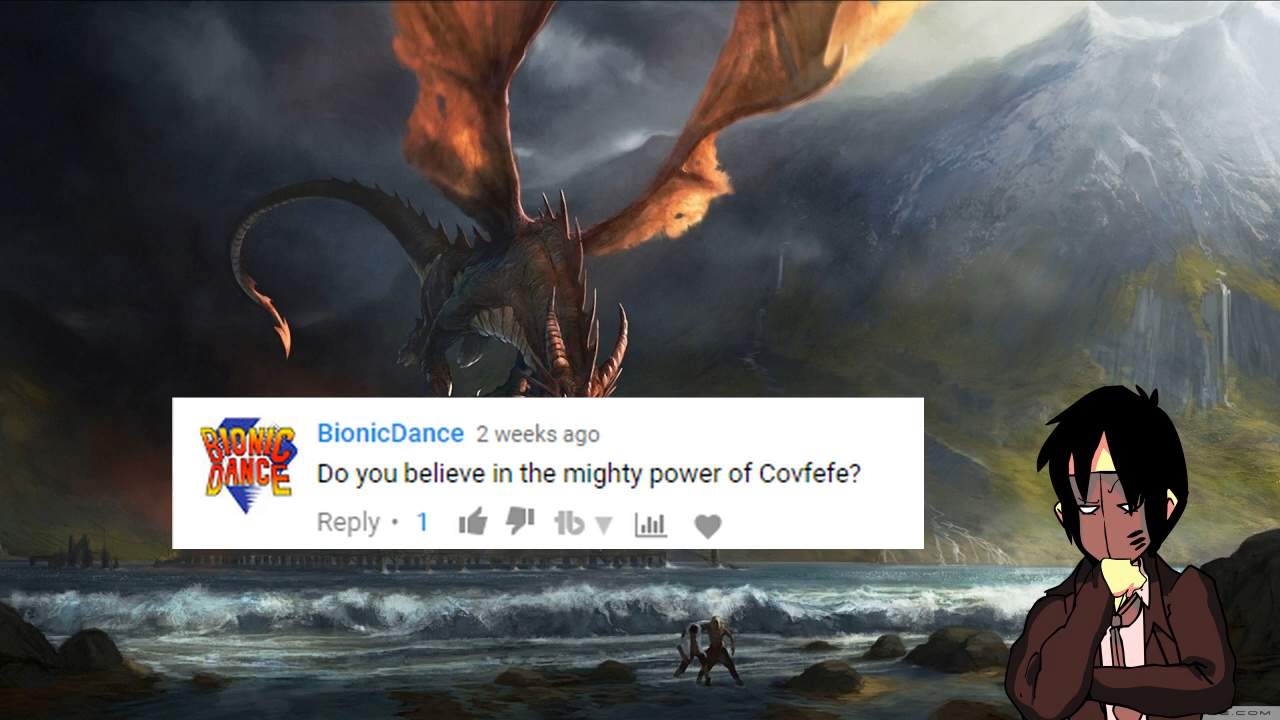 BIONIC
DANCE
BionicDance 2 weeks ago
Do you believe in the mighty power of Covfefe?
Reply • 1